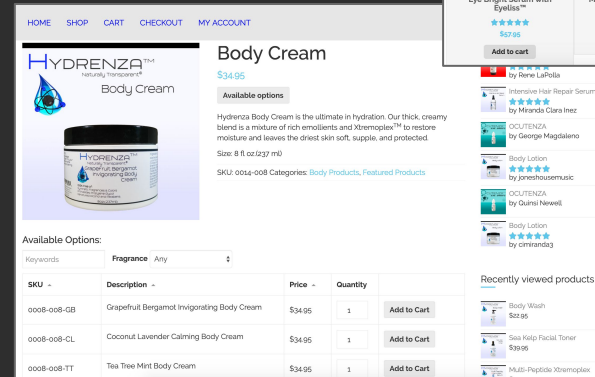 HOME SHOP CART CHECKOUT MY ACCOUNT
Eye Bright Serum with
Eyeliss™
$57.95
Add to cart
HYDRENZA™
Naturally Transparent®
Body Cream
HYDRENZA™
Naturally Transparent®
Grapefruit Bergamot
Invigorating Body
Cream
Body Cream
$34.95
Available options
Hydrenza Body Cream is the ultimate in hydration. Our thick, creamy
blend is a mixture of rich emollients and Xtremoplex™ to restore
moisture and leaves the driest skin soft, supple, and protected.
Size: 8 fl oz.(237 ml)
SKU: 0014-008 Categories: Body Products, Featured Products
by Rene LaPolla
Intensive Hair Repair Serum
by Miranda Clara Inez
OCUTENZA
by George Magdaleno
Body Lotion
by joneshousemusic
OCUTENZA
by Quinsi Newell
Body Lotion
by cimiranda3
Recently viewed products
Body Wash
$22.95
Sea Kelp Facial Toner
$39.95
Multi-Peptide Xtremoplex
Available Options:
Keywords Fragrance Any
SKU Description Price Quantity
0008-008-GB Grapefruit Bergamot Invigorating Body Cream $34.95 1 Add to Cart
0008-008-CL Coconut Lavender Calming Body Cream $34.95 1 Add to Cart
0008-008-TT Tea Tree Mint Body Cream $34.95 1 Add to Cart